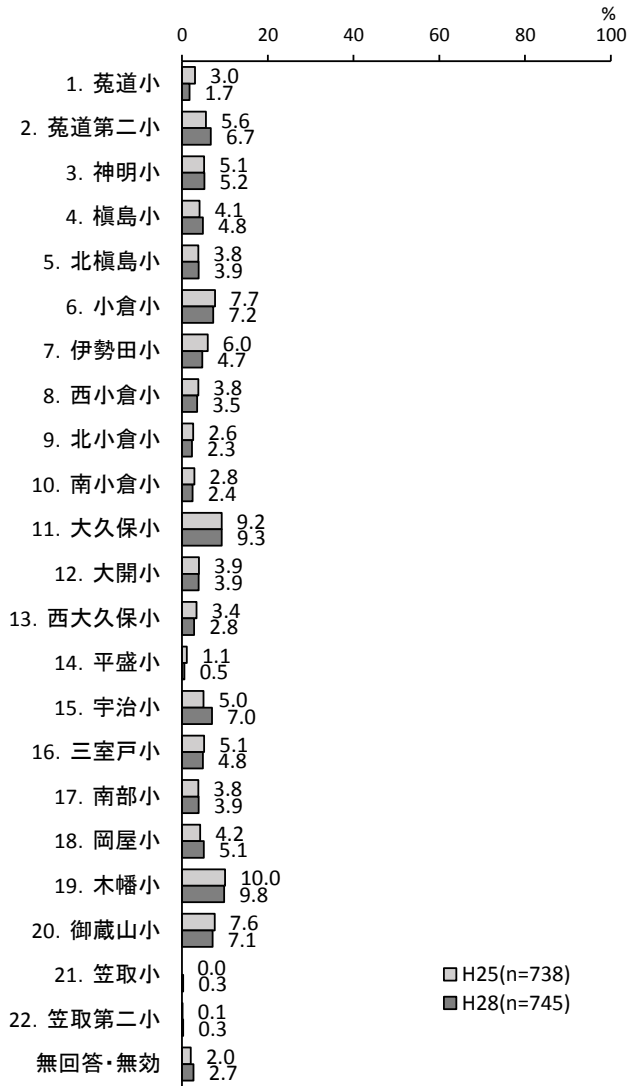 %
0 20 40 60 80 100
1. 菟道小 3.0
1.7
2. 菟道第二小 5.6
6.7
3. 神明小 5.1
5.2
4. 槇島小 4.1
4.8
5. 北槇島小 3.8
3.9
6. 小倉小 7.7
7.2
7. 伊勢田小 6.0
4.7
8. 西小倉小 3.8
3.5
9. 北小倉小 2.6
2.3
10. 南小倉小 2.8
2.4
11. 大久保小 9.2
9.3
12. 大開小 3.9
3.9
13. 西大久保小 3.4
2.8
14. 平盛小 1.1
0.5
15. 宇治小 5.0
7.0
16. 三室戸小 5.1
4.8
17. 南部小 3.8
3.9
18. 岡屋小 4.2
5.1
19. 木幡小 10.0
9.8
20. 御蔵山小 7.6
7.1
21. 笠取小 0.0
0.3
22. 笠取第二小 0.1
0.3
無回答・無効 2.0
2.7
H25(n=738)
H28(n=745)